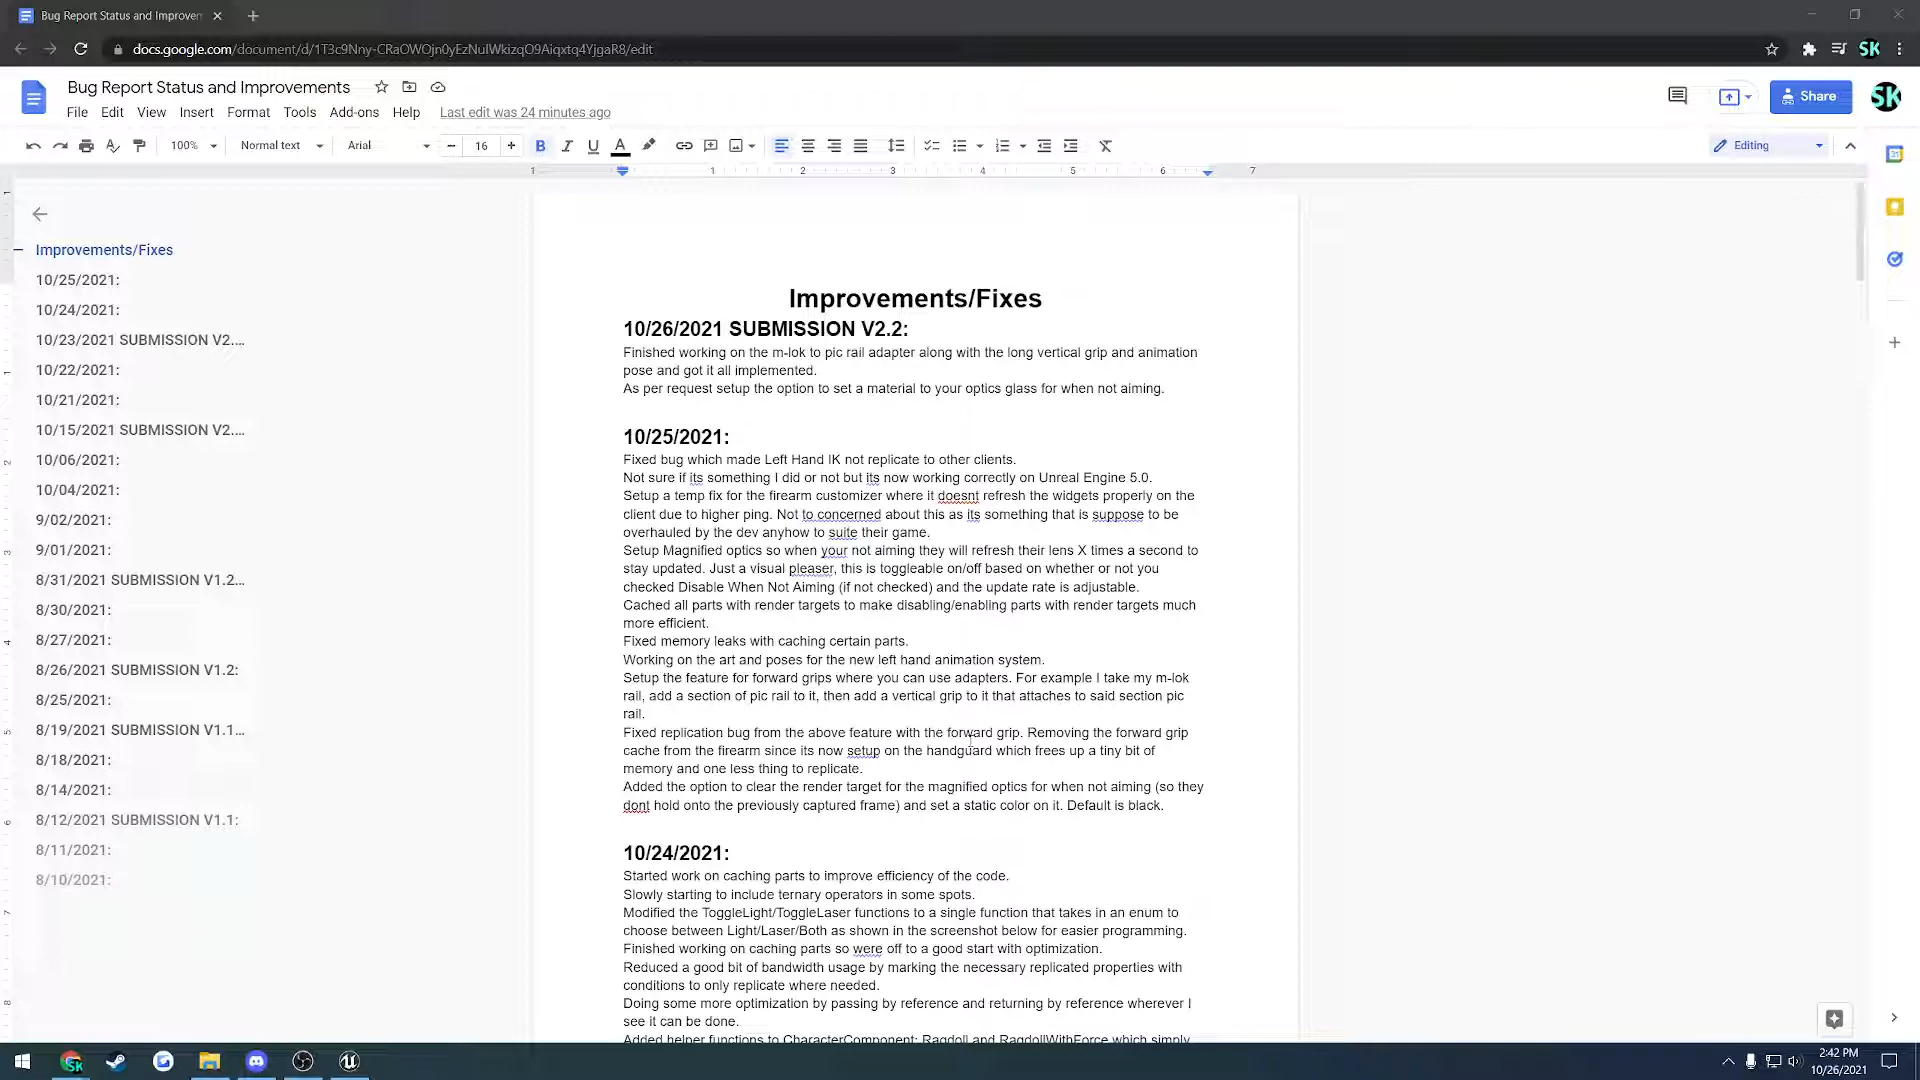 Bug Report Status and Improvem
docs.google.com/document/d/1T3c9Nny-CRaOWOjn0yEzNuIWkizqO9Aiqxtq4YjgaR8/edit
SK
Bug Report Status and Improvements
Share
SK
File Edit View Insert Format Tools Add-ons Help Last edit was 24 minutes ago
100% Normal text Arial 16 B I U A Editing
1 1 2 3 4 5 6 7
Improvements/Fixes
10/25/2021:
10/24/2021:
10/23/2021 SUBMISSION V2....
10/22/2021:
10/21/2021:
10/15/2021 SUBMISSION V2....
10/06/2021:
10/04/2021:
9/02/2021:
9/01/2021:
8/31/2021 SUBMISSION V1.2...
8/30/2021:
8/27/2021:
8/26/2021 SUBMISSION V1.2:
8/25/2021:
8/19/2021 SUBMISSION V1.1...
8/18/2021:
8/14/2021:
8/12/2021 SUBMISSION V1.1:
8/11/2021:
8/10/2021:
Improvements/Fixes
10/26/2021 SUBMISSION V2.2:
Finished working on the m-lok to pic rail adapter along with the long vertical grip and animation
pose and got it all implemented.
As per request setup the option to set a material to your optics glass for when not aiming.
10/25/2021:
Fixed bug which made Left Hand IK not replicate to other clients.
Not sure if its something I did or not but its now working correctly on Unreal Engine 5.0.
Setup a temp fix for the firearm customizer where it doesnt refresh the widgets properly on the
client due to higher ping. Not to concerned about this as its something that is suppose to be
overhauled by the dev anyhow to suite their game.
Setup Magnified optics so when your not aiming they will refresh their lens X times a second to
stay updated. Just a visual pleaser, this is toggleable on/off based on whether or not you
checked Disable When Not Aiming (if not checked) and the update rate is adjustable.
Cached all parts with render targets to make disabling/enabling parts with render targets much
more efficient.
Fixed memory leaks with caching certain parts.
Working on the art and poses for the new left hand animation system.
Setup the feature for forward grips where you can use adapters. For example I take my m-lok
rail, add a section of pic rail to it, then add a vertical grip to it that attaches to said section pic
rail.
Fixed replication bug from the above feature with the forward grip. Removing the forward grip
cache from the firearm since its now setup on the handguard which frees up a tiny bit of
memory and one less thing to replicate.
Added the option to clear the render target for the magnified optics for when not aiming (so they
dont hold onto the previously captured frame) and set a static color on it. Default is black.
10/24/2021:
Started work on caching parts to improve efficiency of the code.
Slowly starting to include ternary operators in some spots.
Modified the ToggleLight/ToggleLaser functions to a single function that takes in an enum to
choose between Light/Laser/Both as shown in the screenshot below for easier programming.
Finished working on caching parts so were off to a good start with optimization.
Reduced a good bit of bandwidth usage by marking the necessary replicated properties with
conditions to only replicate where needed.
Doing some more optimization by passing by reference and returning by reference wherever I
see it can be done.
Added helper functions to CharacterComponent: Ragdoll and RagdollWithForce which simply
2:42 PM
10/26/2021